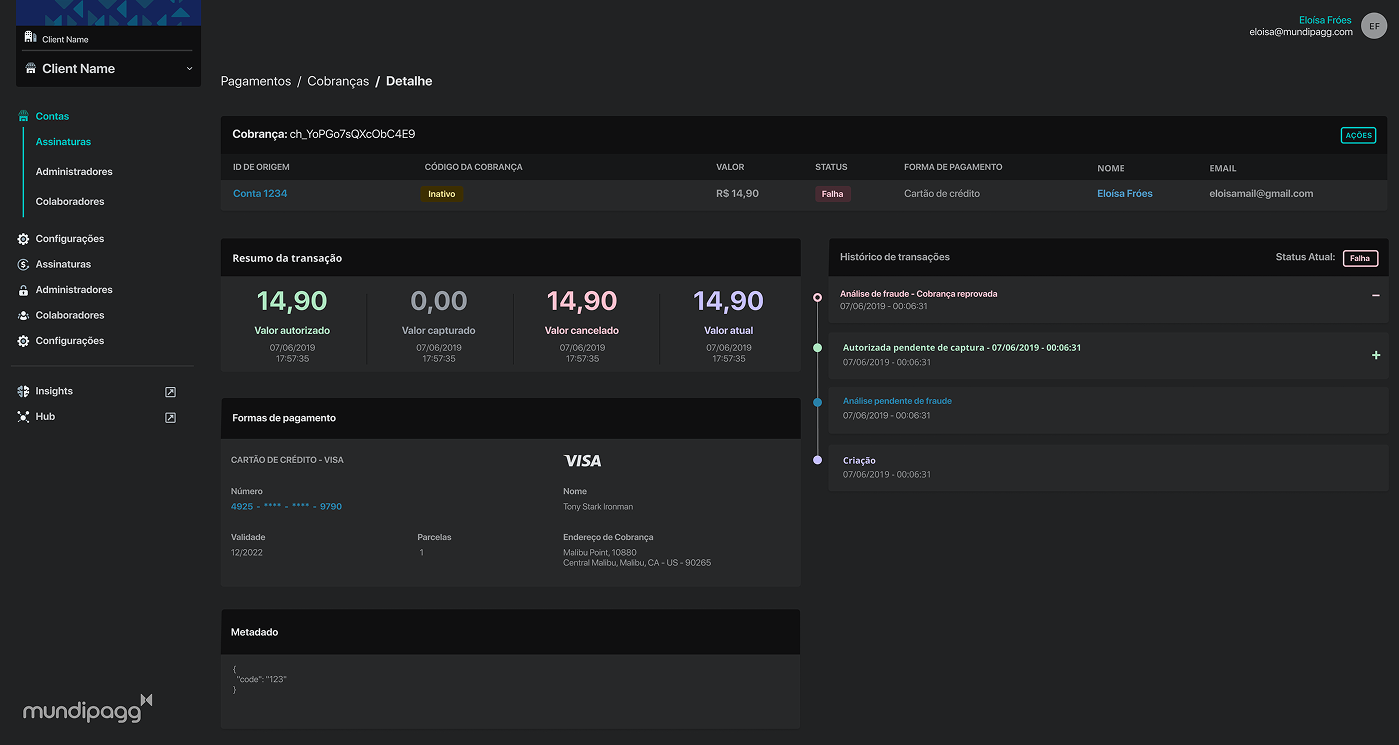 Client Name
Client Name
Contas
Assinaturas
Administradores
Colaboradores
Configurações
Assinaturas
Administradores
Colaboradores
Configurações
Insights
Hub
mundipagg
Eloísa Fróes
eloisa@mundipagg.com
EF
Pagamentos / Cobranças / Detalhe
Cobrança: ch_YoPGo7sQXcObC4E9
AÇÕES
ID DE ORIGEM CÓDIGO DA COBRANÇA VALOR STATUS FORMA DE PAGAMENTO NOME EMAIL
Conta 1234 Inativo R$ 14,90 Falha Cartão de crédito Eloísa Fróes eloisamail@gmail.com
Resumo da transação
14,90 0,00 14,90 14,90
Valor autorizado Valor capturado Valor cancelado Valor atual
07/06/2019 07/06/2019 07/06/2019 07/06/2019
17:57:35 17:57:35 17:57:35 17:57:35
Formas de pagamento
CARTÃO DE CRÉDITO - VISA VISA
Número Nome
4925 - **** - **** - 9790 Tony Stark Ironman
Validade Parcelas Endereço de Cobrança
12/2022 1 Malibu Point, 10880
Central Malibu, Malibu, CA - US - 90265
Metadado
{
"code": "123"
}
Histórico de transações Status Atual: Falha
Análise de fraude - Cobrança reprovada
07/06/2019 - 00:06:31
Autorizada pendente de captura - 07/06/2019 - 00:06:31
07/06/2019 - 00:06:31
Análise pendente de fraude
07/06/2019 - 00:06:31
Criação
07/06/2019 - 00:06:31